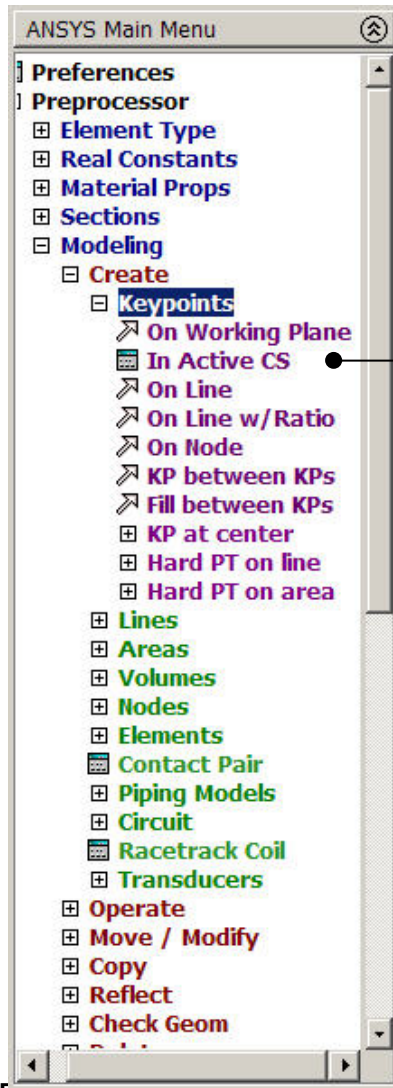 ANSYS Main Menu
Preferences
Preprocessor
Element Type
Real Constants
Material Props
Sections
Modeling
Create
Keypoints
On Working Plane
In Active CS
On Line
On Line w/Ratio
On Node
KP between KPs
Fill between KPs
KP at center
Hard PT on line
Hard PT on area
Lines
Areas
Volumes
Nodes
Elements
Contact Pair
Piping Models
Circuit
Racetrack Coil
Transducers
Operate
Move / Modify
Copy
Reflect
Check Geom